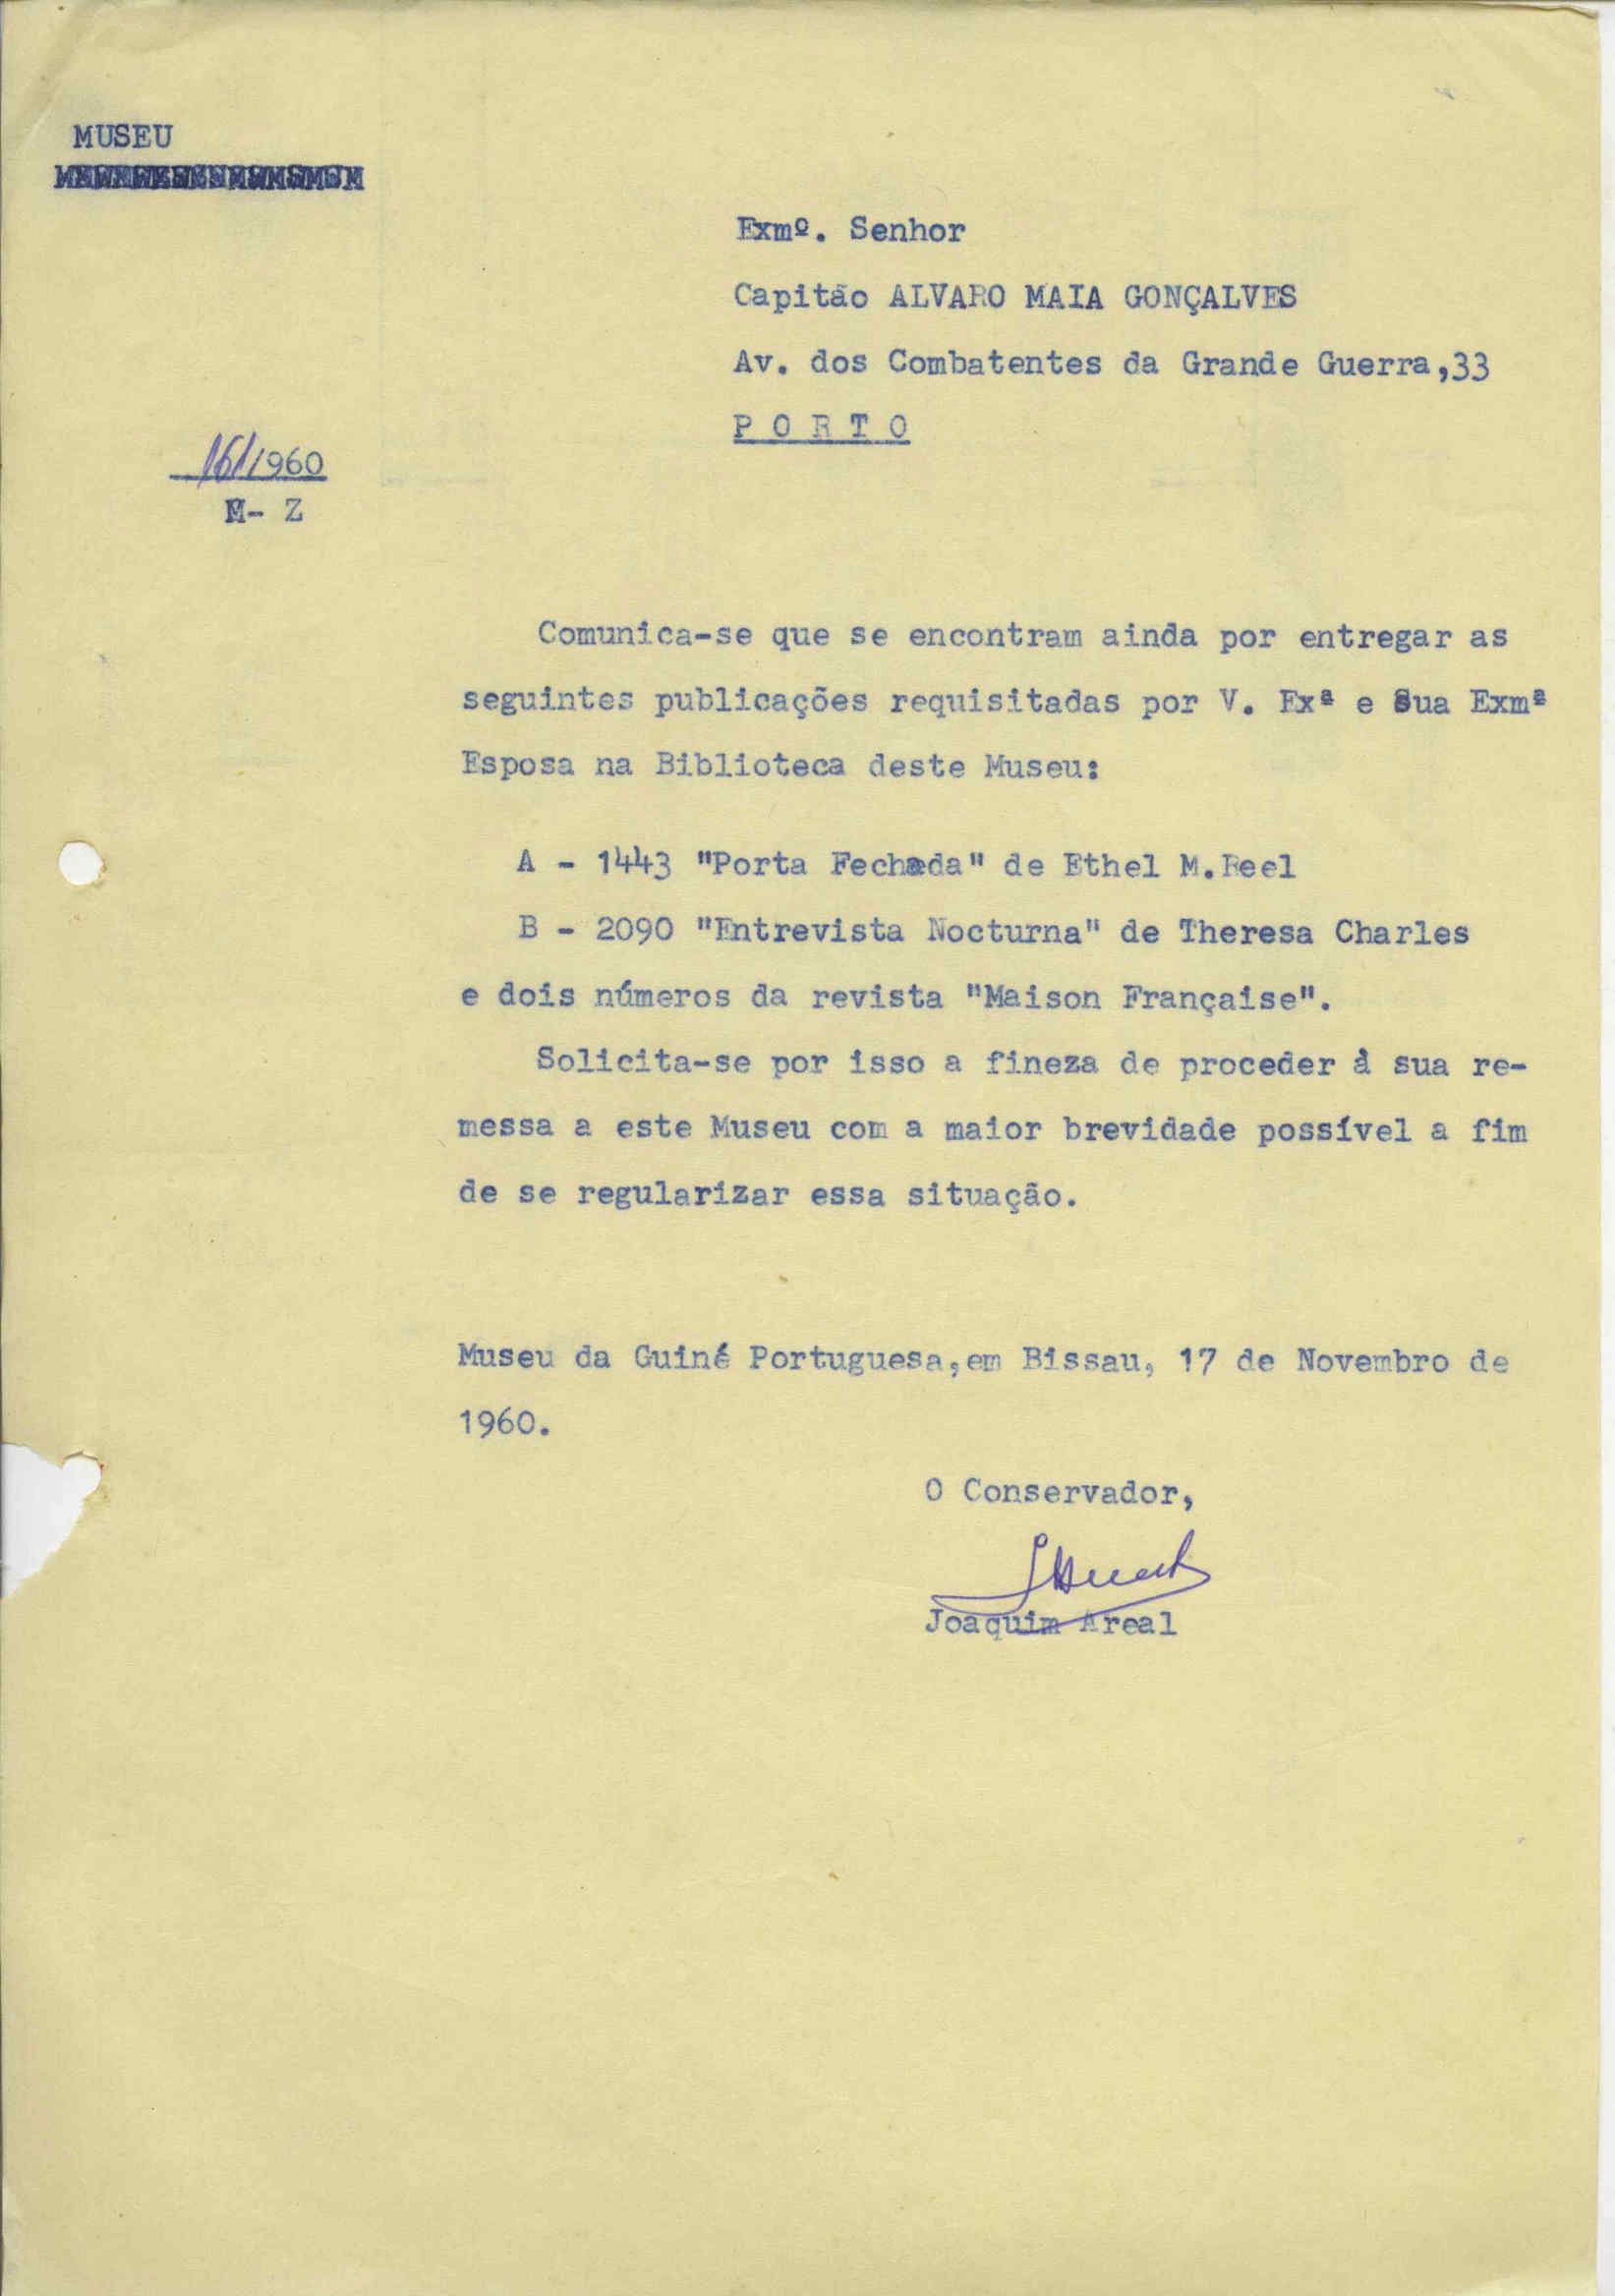 MUSEU
Exmº. Senhor
Capitão ALVARO MAIA GONÇALVES
Av. dos Combatentes da Grande Guerra,33
P O R T O
161/1960
M- Z
Comunica-se que se encontram ainda por entregar as
seguintes publicações requisitadas por V. Exª e Sua Exmª
Esposa na Biblioteca deste Museu:
A - 1443 "Porta Fechada" de Ethel M.
B - 2090 "Entrevista Nocturna" de Theresa Charles
e dois números da revista "Maison Française".
Solicita-se por isso a fineza de proceder à sua re-
messa a este Museu com a maior brevidade possível a fim
de se regularizar essa situação.
Museu da Guiné Portuguesa,em Bissau, 17 de Novembro de
1960.
O Conservador,
Joaquim Areal